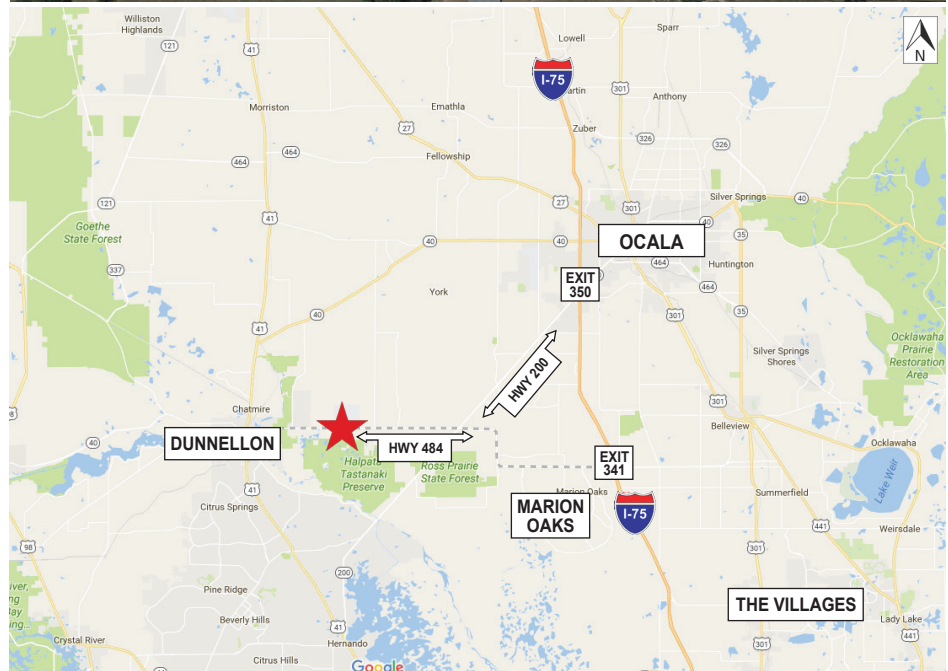 Williston
Highlands
121
41
Lowell
Sparr
N
301
I-75
Martin
Anthony
Morriston
Emathla
Zuber
326
326
27
464
464
Fellowship
121
Silver Springs
27
301
40
40
41
Goethe
State Forest
OCALA
35
40
40
464
Huntington
337
EXIT
350
York
464
40
35
41
301
Ocklawaha
Prairie
Restoration
Area
Silver Springs
Shores
HWY 200
Chatmire
Belleview
40
DUNNELLON
HWY 484
Ocklawaha
Halpata
Tastanaki
Preserve
Ross Prairie
State Forest
EXIT
341
Lake Weir
41
Marion Oaks
Summerfield
Citrus Springs
MARION
OAKS
I-75
441
Weirsdale
98
301
200
Pine Ridge
THE VILLAGES
Beverly Hills
Lady Lake
41
Crystal River
Hernando
301
Citrus Hills
Google